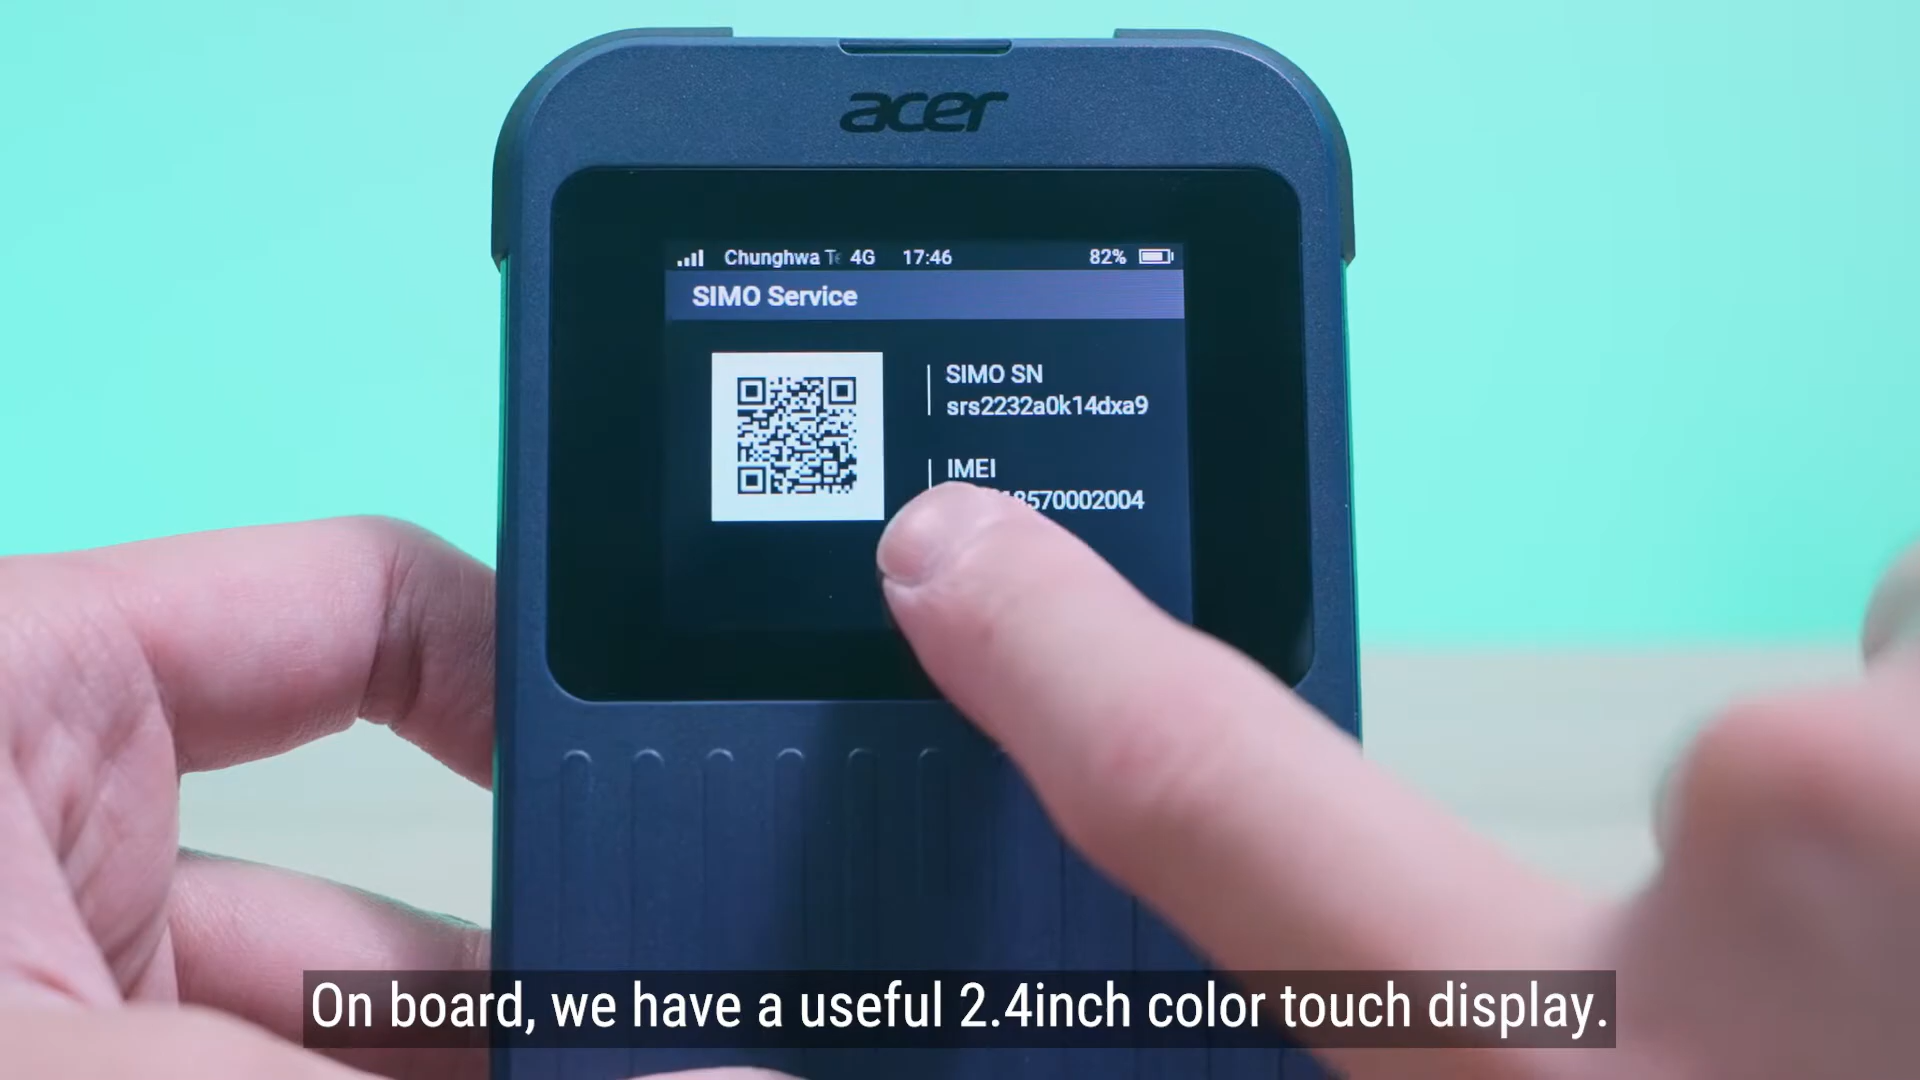 acer
Chunghwa 4G 17:46 82%
SIMO Service
SIMO SN
srs2232a0k14dxa9
IMEI
8570002004
On board, we have a useful 2.4inch color touch display.